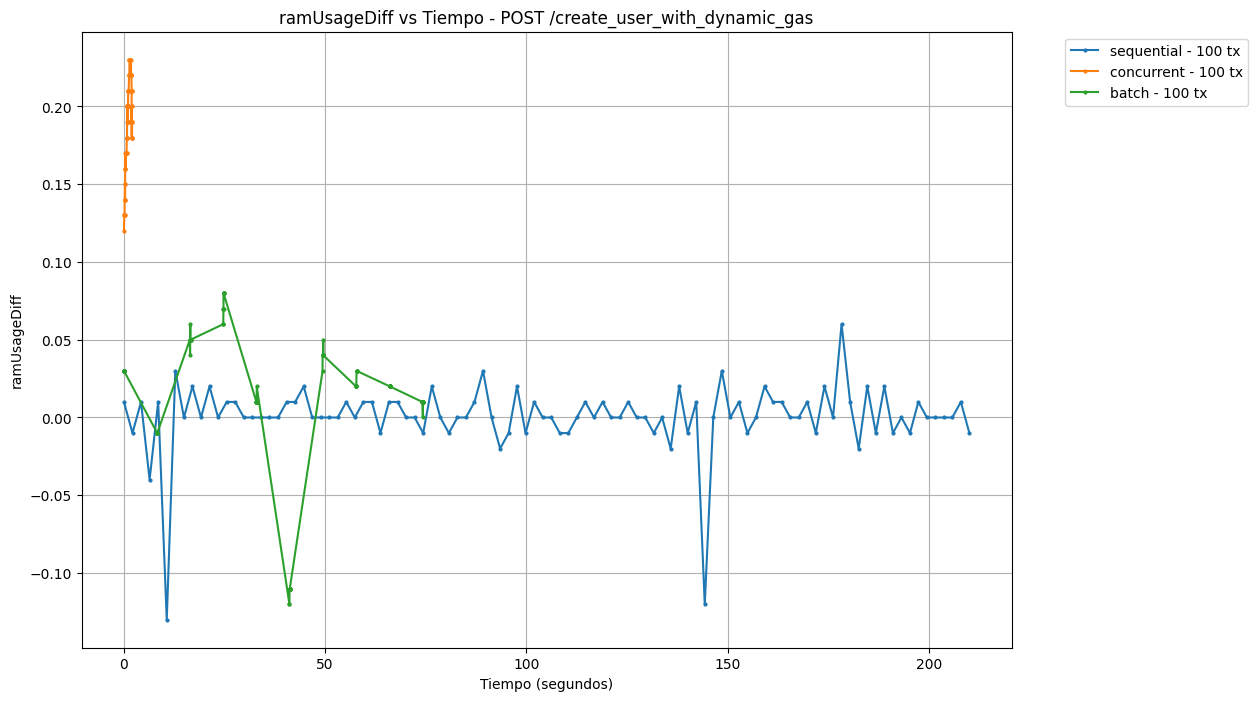 ramUsageDiff vs Tiempo - POST /create_user_with_dynamic_gas
sequential - 100 tx
concurrent - 100 tx
batch - 100 tx
ramUsageDiff
0.20
0.15
0.10
0.05
0.00
−0.05
−0.10
0
50
100
150
200
Tiempo (segundos)